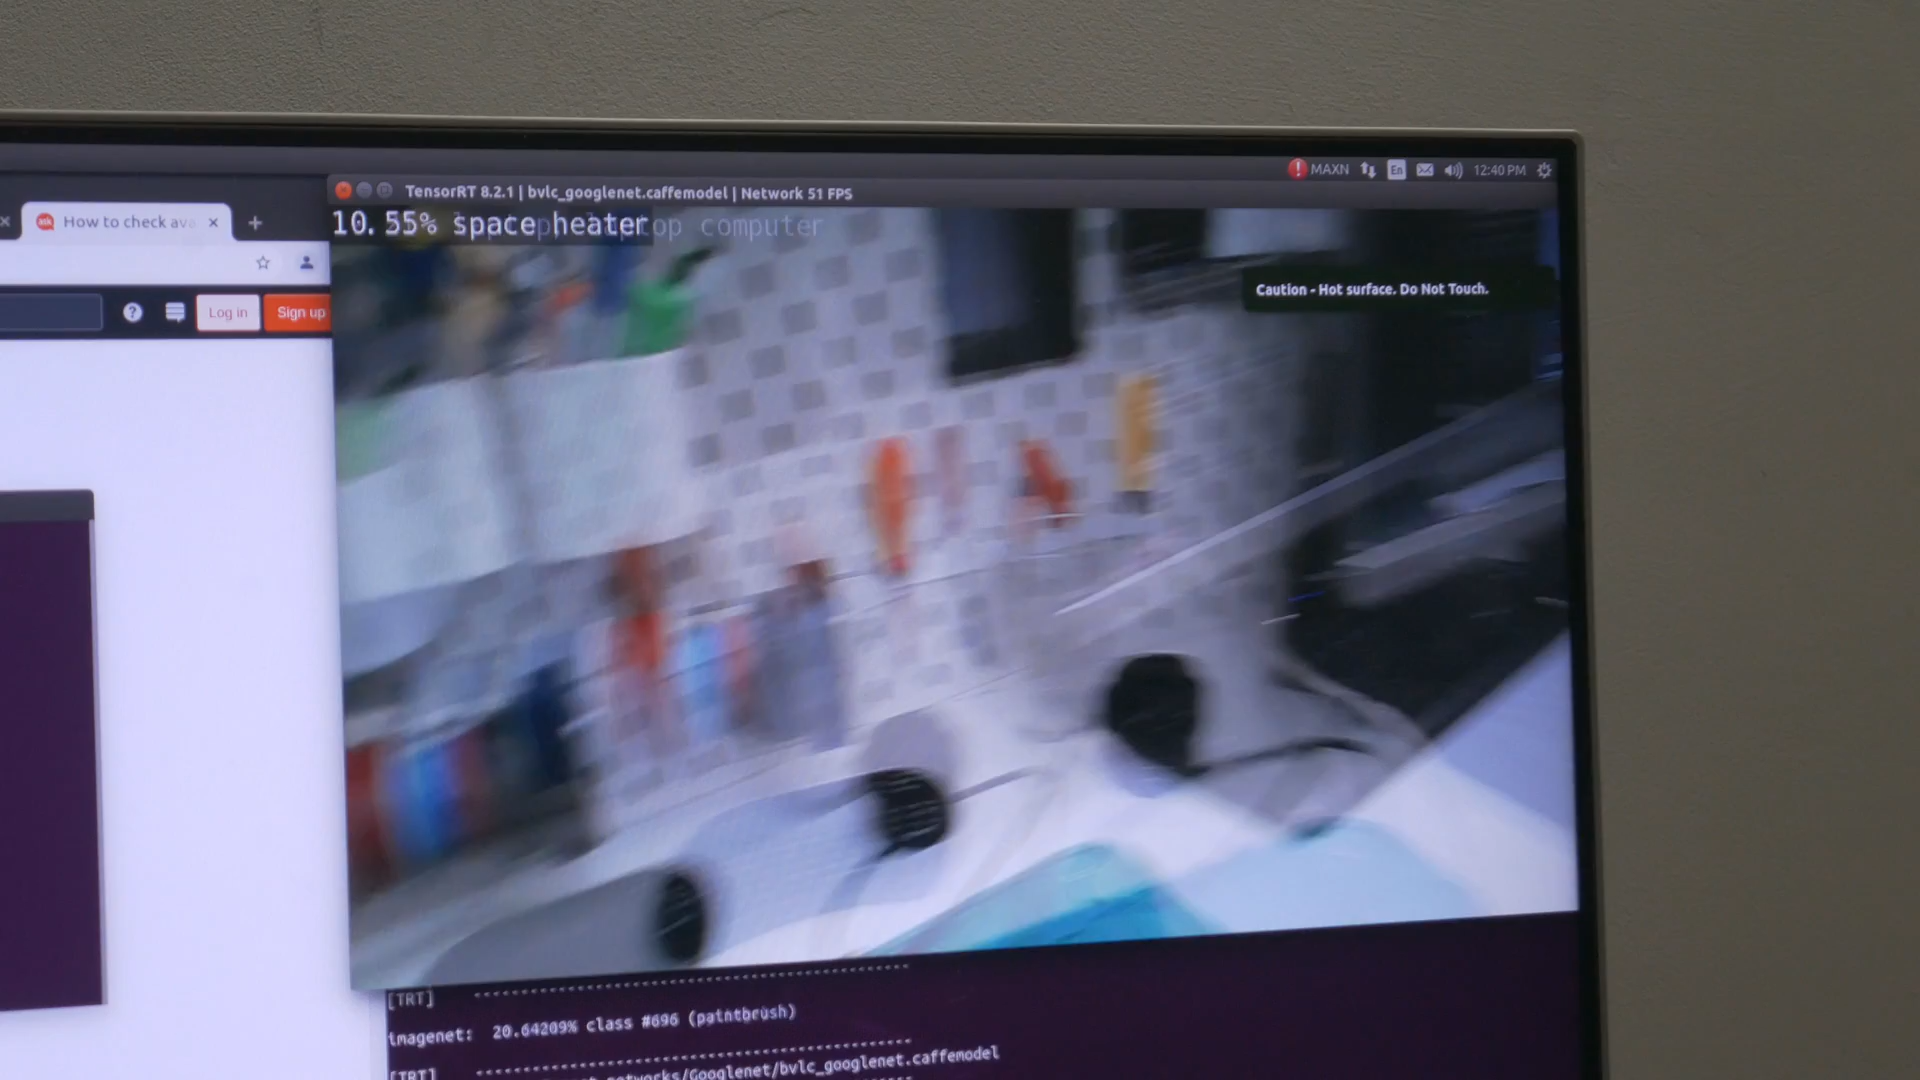 MAXN En 12:40 PM
TensorRT 8.2.1 | bvlc_googlenet.caffemodel | Network 51 FPS
ask How to check ava
10.55% space heater
top computer
Caution - Hot surface. Do Not Touch.
Log in Sign up
[TRT] ----------------------------------------------
imagenet: 20.64209% class #696 (paintbrush)
----------------------------------------------
[TRT] networks/Googlenet/bvlc_googlenet.caffemodel